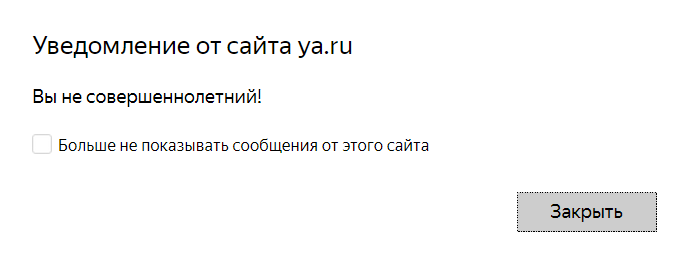 Уведомление от сайта ya.ru
Вы не совершеннолетний!
Больше не показывать сообщения от этого сайта
Закрыть